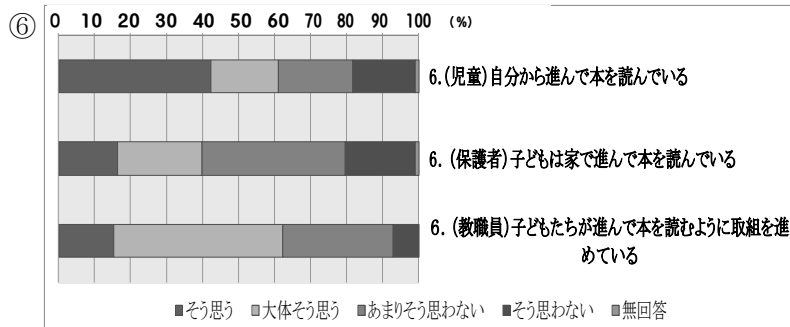 ⑥
0 10 20 30 40 50 60 70 80 90 100 (%)
6.(児童)自分から進んで本を読んでいる
6.(保護者)子どもは家で進んで本を読んでいる
6.(教職員)子どもたちが進んで本を読むように取組を進
めている
■そう思う ■大体そう思う ■あまりそう思わない ■そう思わない ■無回答